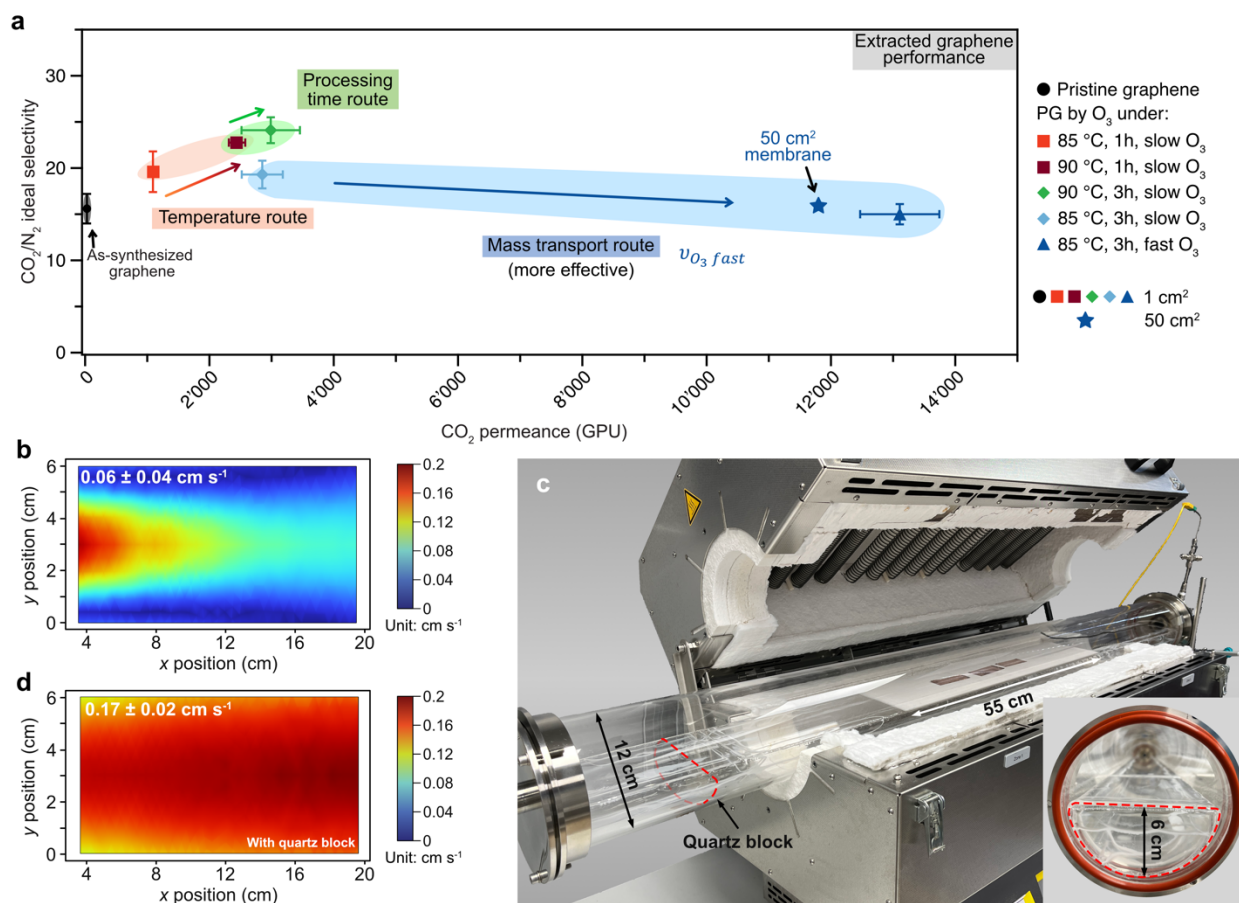 a
Extracted graphene
performance
CO₂/N₂ ideal selectivity
30
20
10
0
Processing
time route
Temperature route
As-synthesized
graphene
50 cm²
membrane
Mass transport route
(more effective)
υ_{O₃ fast}
0
2'000
4'000
6'000
8'000
10'000
12'000
14'000
CO₂ permeance (GPU)
Pristine graphene
PG by O₃ under:
85 °C, 1h, slow O₃
90 °C, 1h, slow O₃
90 °C, 3h, slow O₃
85 °C, 3h, slow O₃
85 °C, 3h, fast O₃
1 cm²
50 cm²
b
0.06 ± 0.04 cm s⁻¹
y position (cm)
6
4
2
0
4
8
12
16
20
x position (cm)
0.2
0.16
0.12
0.08
0.04
0
Unit: cm s⁻¹
c
12 cm
55 cm
Quartz block
6 cm
d
0.17 ± 0.02 cm s⁻¹
With quartz block
y position (cm)
6
4
2
0
4
8
12
16
20
x position (cm)
0.2
0.16
0.12
0.08
0.04
0
Unit: cm s⁻¹